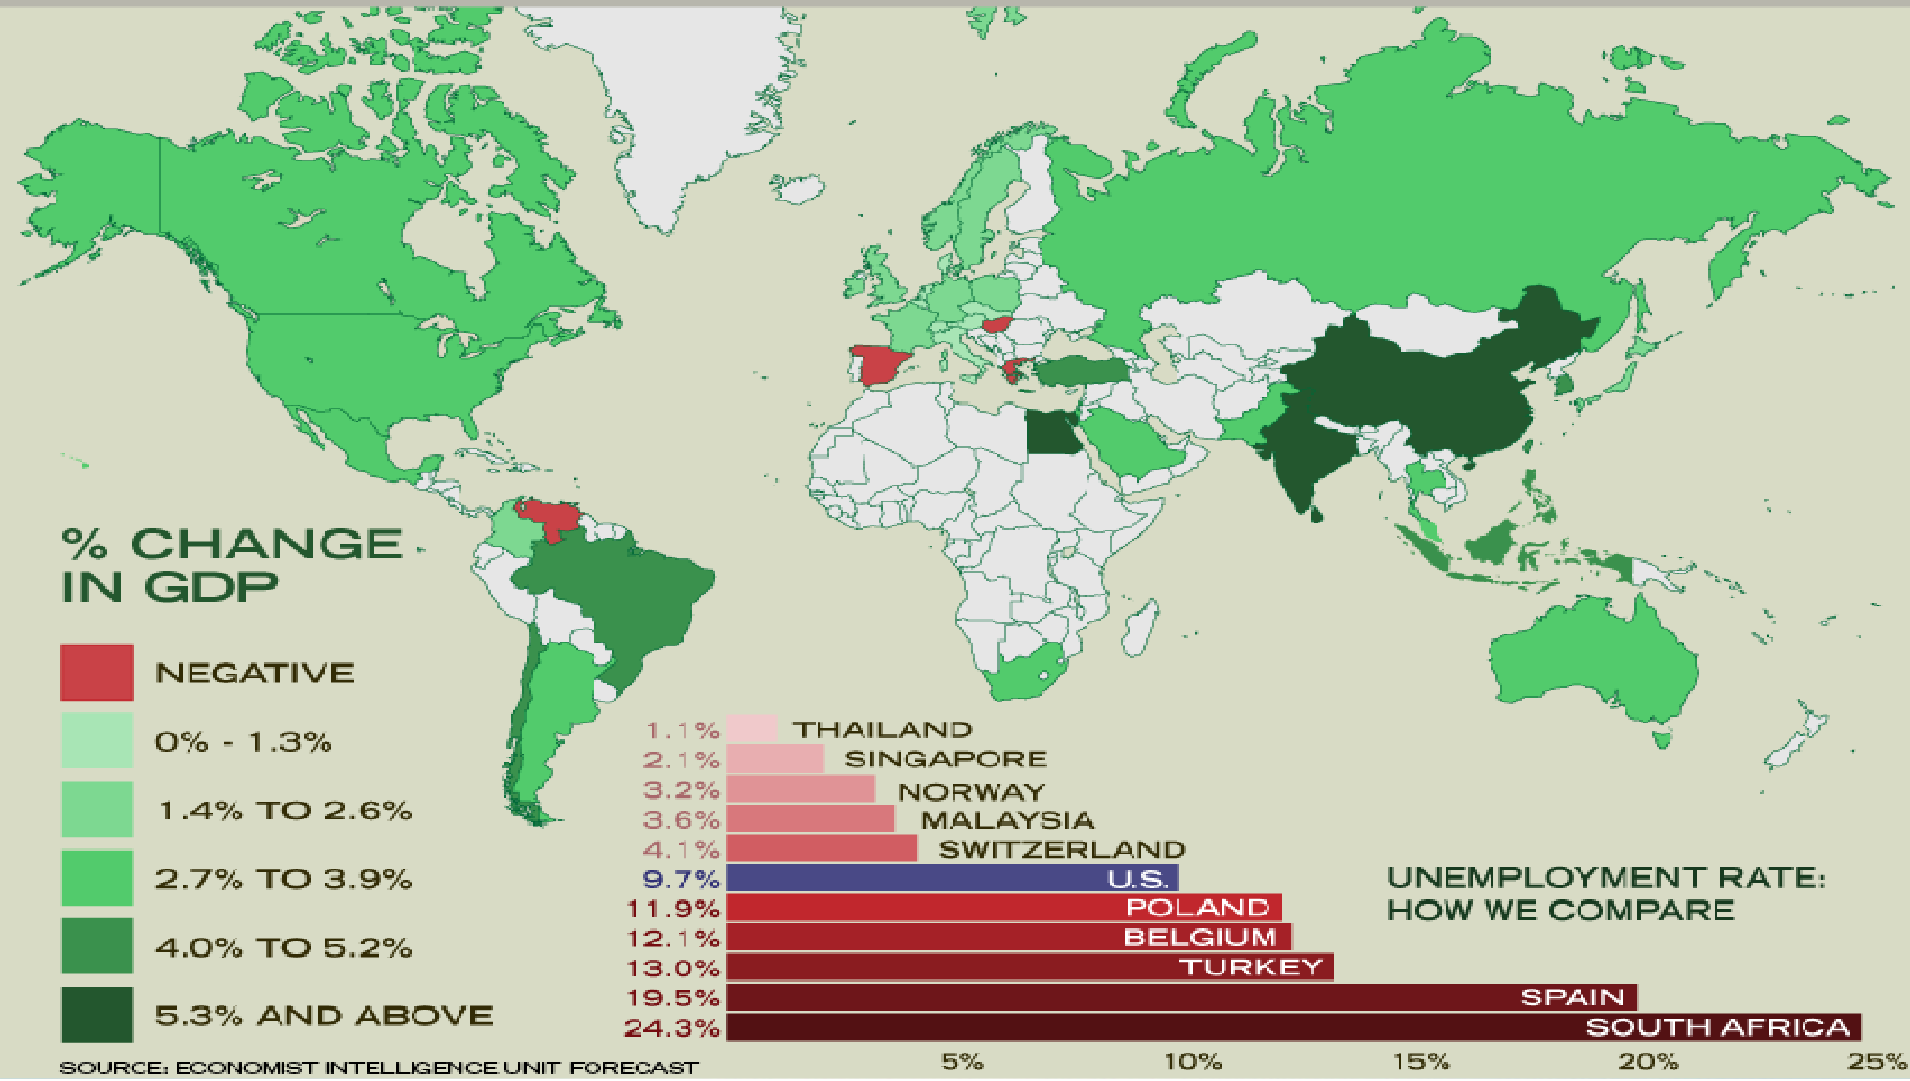 % CHANGE
IN GDP
NEGATIVE
0% - 1.3%
1.4% TO 2.6%
2.7% TO 3.9%
4.0% TO 5.2%
5.3% AND ABOVE
SOURCE: ECONOMIST INTELLIGENCE UNIT FORECAST
1.1% THAILAND
2.1% SINGAPORE
3.2% NORWAY
3.6% MALAYSIA
4.1% SWITZERLAND
9.7% U.S.
11.9% POLAND
12.1% BELGIUM
13.0% TURKEY
19.5% SPAIN
24.3% SOUTH AFRICA
5% 10% 15% 20% 25%
UNEMPLOYMENT RATE:
HOW WE COMPARE